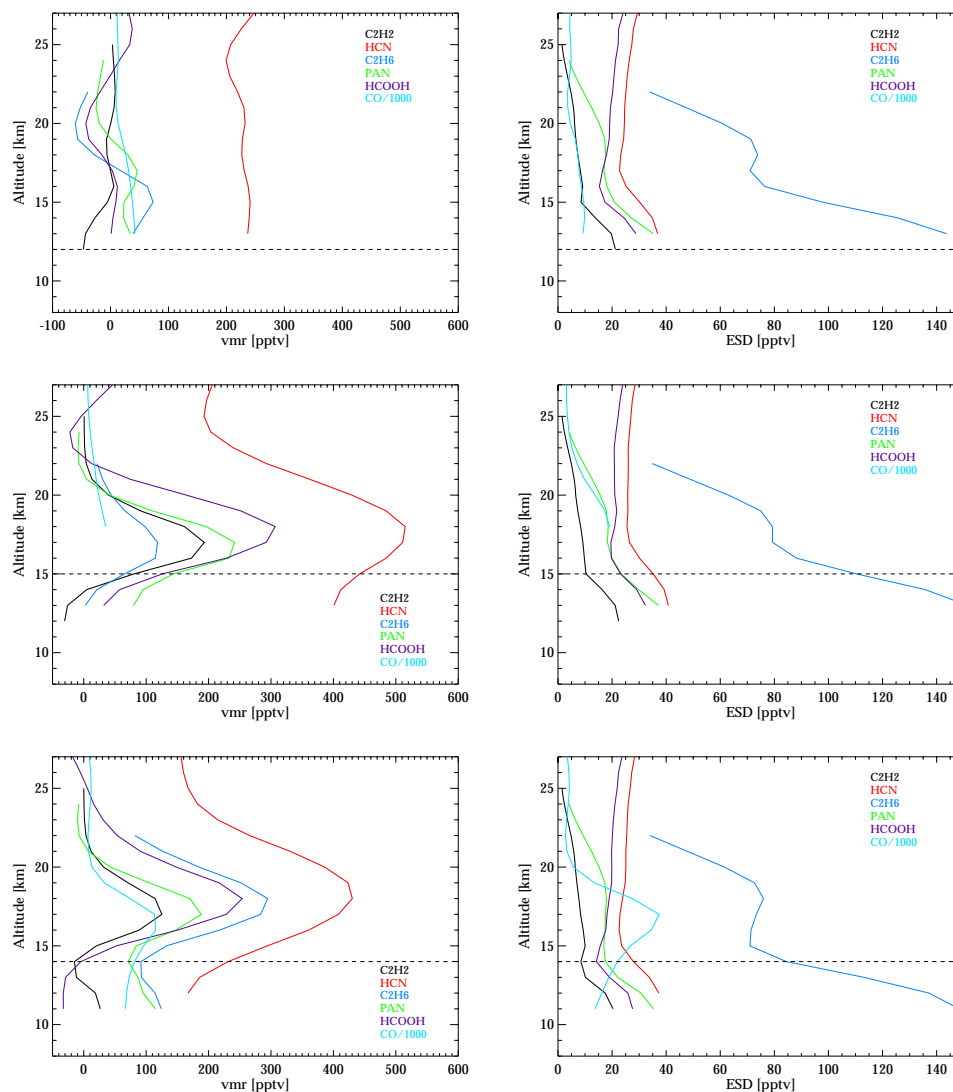 C2H2
HCN
C2H6
PAN
HCOOH
CO/1000
25
20
15
10
Altitude [km]
-100 0 100 200 300 400 500 600
vmr [pptv]
C2H2
HCN
C2H6
PAN
HCOOH
CO/1000
25
20
15
10
Altitude [km]
0 20 40 60 80 100 120 140
ESD [pptv]
25
20
15
10
Altitude [km]
C2H2
HCN
C2H6
PAN
HCOOH
CO/1000
0 100 200 300 400 500 600
vmr [pptv]
C2H2
HCN
C2H6
PAN
HCOOH
CO/1000
25
20
15
10
Altitude [km]
0 20 40 60 80 100 120 140
ESD [pptv]
25
20
15
10
Altitude [km]
C2H2
HCN
C2H6
PAN
HCOOH
CO/1000
0 100 200 300 400 500 600
vmr [pptv]
C2H2
HCN
C2H6
PAN
HCOOH
CO/1000
25
20
15
10
Altitude [km]
0 20 40 60 80 100 120 140
ESD [pptv]